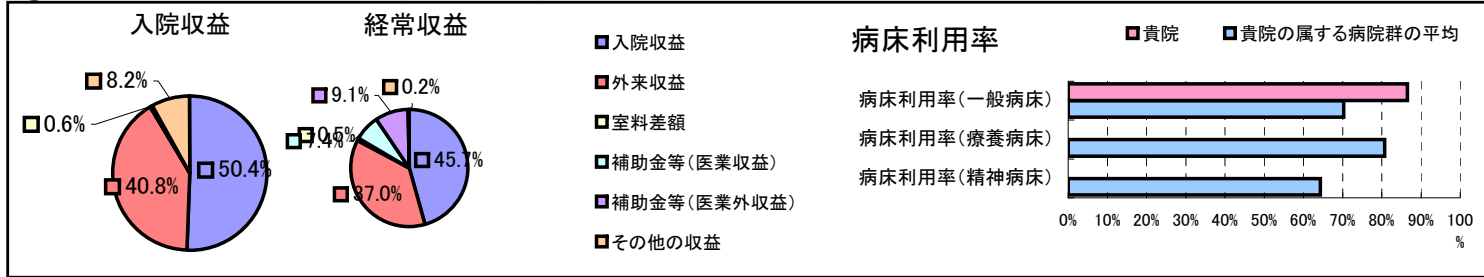 入院収益
8.2%
0.6%
40.8%
50.4%
経常収益
0.2%
9.1%
0.5%
7.4%
37.0%
45.7%
入院収益
外来収益
室料差額
補助金等(医業収益)
補助金等(医業外収益)
その他の収益
病床利用率
貴院
貴院の属する病院群の平均
病床利用率(一般病床)
病床利用率(療養病床)
病床利用率(精神病床)
0% 10% 20% 30% 40% 50% 60% 70% 80% 90% 100
%